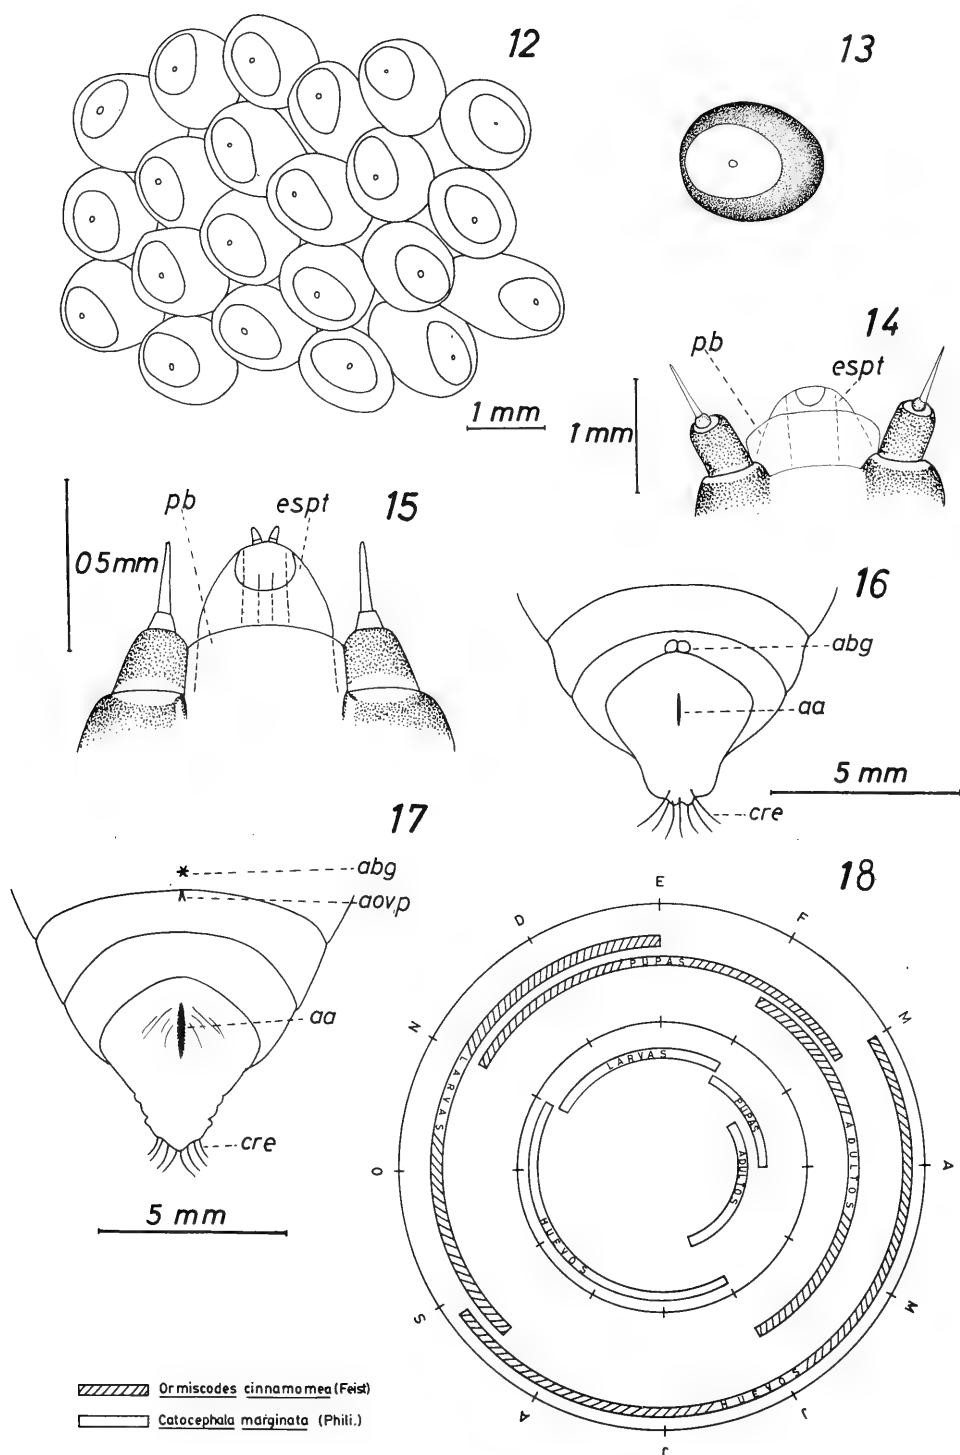 12
13
1 mm
14
pb
espt
1 mm
15
pb
espt
05mm
16
abg
aa
5 mm
cre
17
abg
aovp
aa
cre
5 mm
18
E
F
M
A
M
J
J
A
S
O
N
D
LARVAS
PUPAS
ADULTOS
HUEVOS
LARVAS
PUPAS
ADULTOS
HUEVOS
Ormiscodes cinnamomea (Feist)
Catocephala marginata (Phili.)